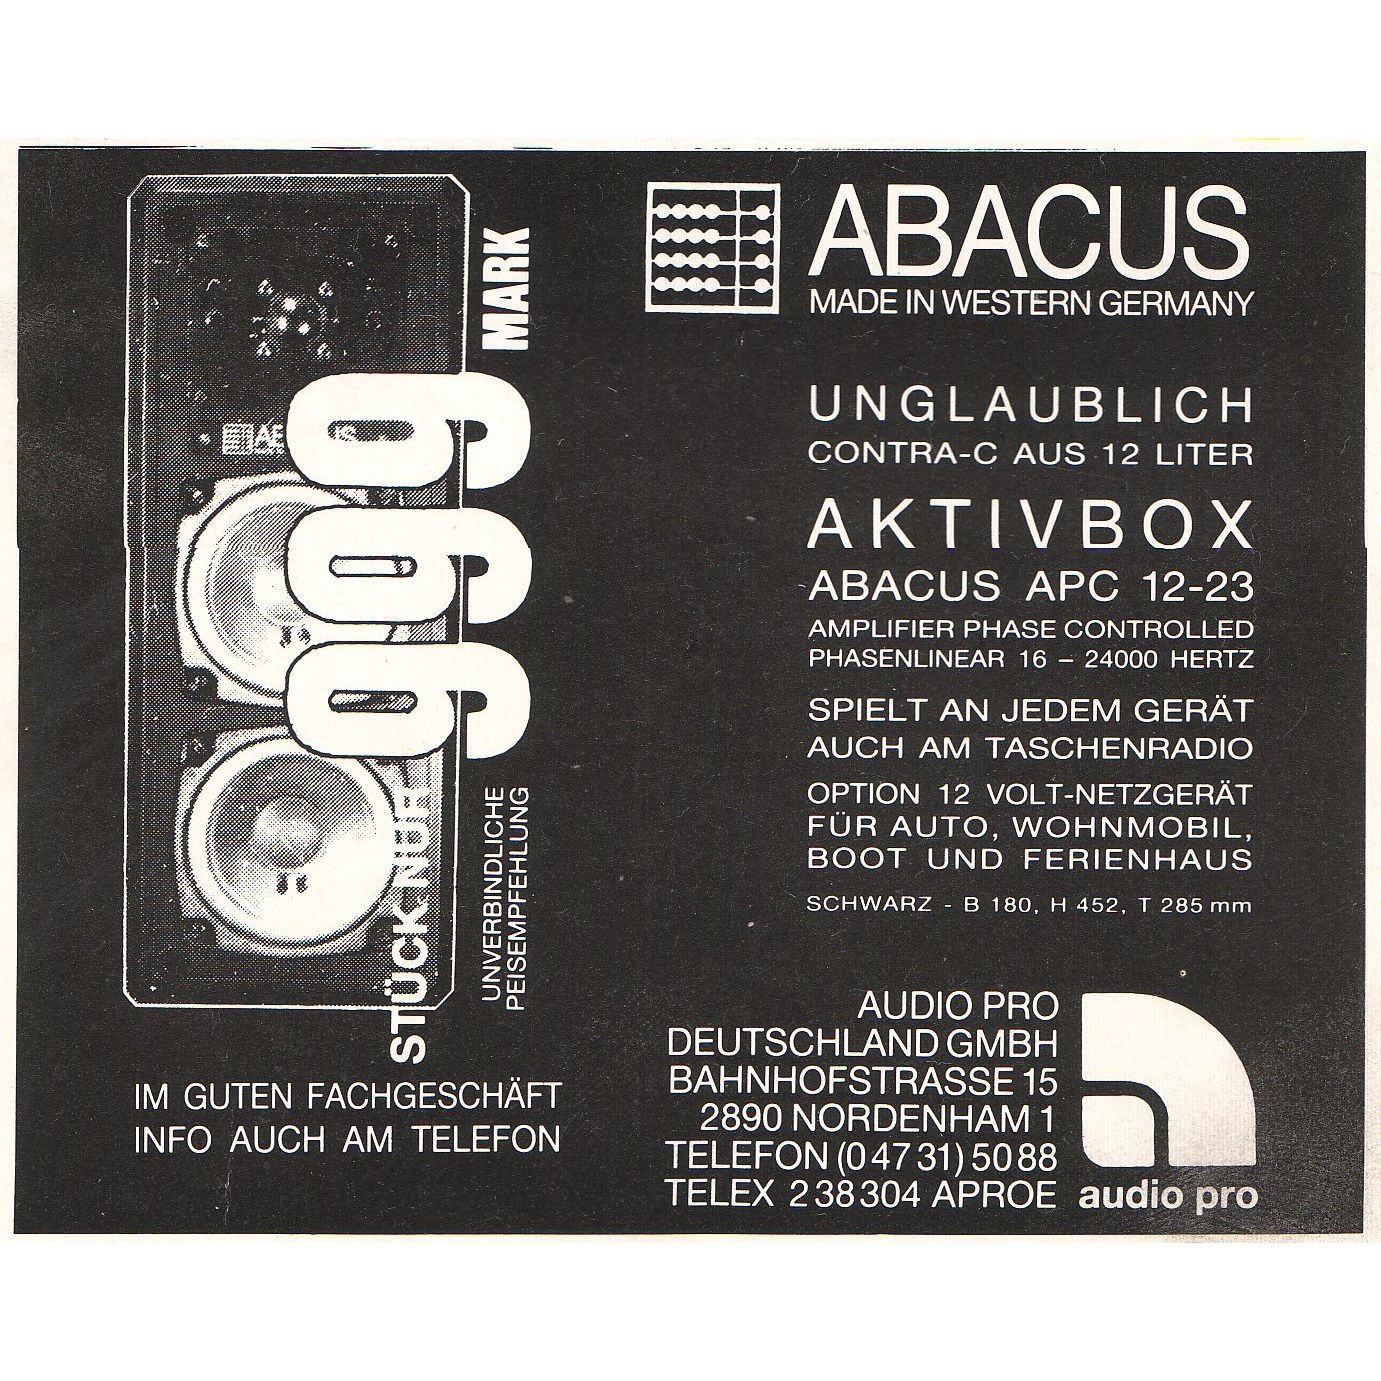 ABACUS
MADE IN WESTERN GERMANY
UNGLAUBLICH
CONTRA-C AUS 12 LITER
AKTIVBOX
ABACUS APC 12-23
AMPLIFIER PHASE CONTROLLED
PHASENLINEAR 16 – 24000 HERTZ
SPIELT AN JEDEM GERÄT
AUCH AM TASCHENRADIO
OPTION 12 VOLT-NETZGERÄT
FÜR AUTO, WOHNMOBIL,
BOOT UND FERIENHAUS
SCHWARZ - B 180, H 452, T 285 mm
STÜCK NUR
999 MARK
UNVERBINDLICHE
PEISEMPFEHLUNG
IM GUTEN FACHGESCHÄFT
INFO AUCH AM TELEFON
AUDIO PRO
DEUTSCHLAND GMBH
BAHNHOFSTRASSE 15
2890 NORDENHAM 1
TELEFON (0 47 31) 50 88
TELEX 2 38 304 APROE
audio pro